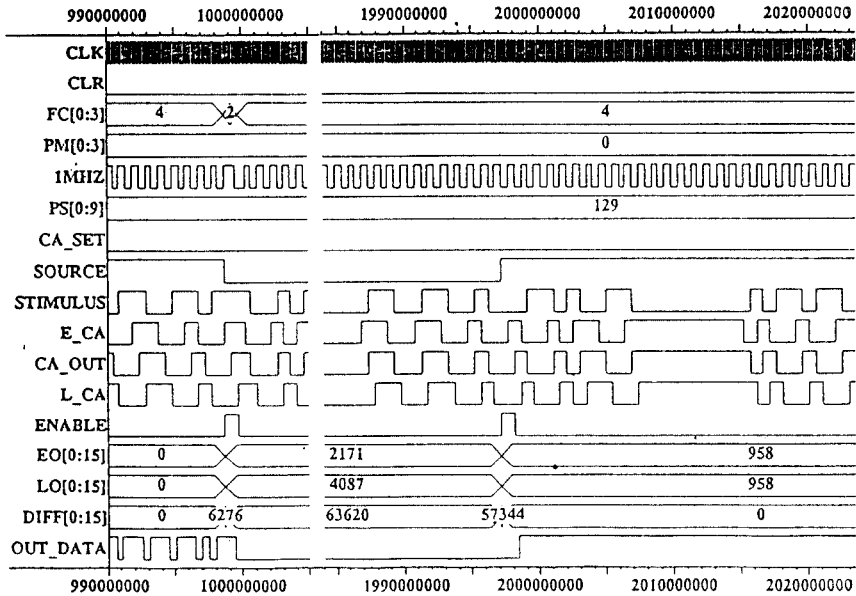 990000000 1000000000 1990000000 2000000000 2010000000 2020000000
CLK
CLR
FC[0:3] 4 2 4
PM[0:3] 0
1MHZ
PS[0:9] 129
CA_SET
SOURCE
STIMULUS
E_CA
CA_OUT
L_CA
ENABLE
EO[0:15] 0 2171 958
LO[0:15] 0 4087 958
DIFF[0:15] 0 6276 63620 57344 0
OUT_DATA
990000000 1000000000 1990000000 2000000000 2010000000 2020000000